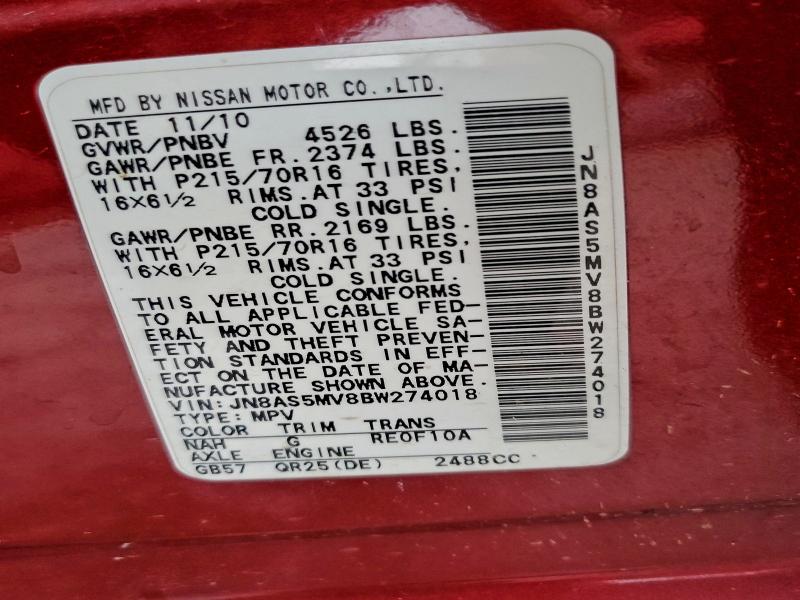 MFD BY NISSAN MOTOR CO.,LTD.
DATE 11/10
GVWR/PNBV 4526 LBS.
GAWR/PNBE FR. 2374 LBS.
WITH P215/70R16 TIRES,
16X6½ RIMS.AT 33 PSI
COLD SINGLE.
GAWR/PNBE RR. 2169 LBS.
WITH P215/70R16 TIRES,
16X6½ RIMS.AT 33 PSI
COLD SINGLE.
THIS VEHICLE CONFORMS
TO ALL APPLICABLE FED-
ERAL MOTOR VEHICLE SA-
FETY AND THEFT PREVEN-
TION STANDARDS IN EFF-
ECT ON THE DATE OF MA-
NUFACTURE SHOWN ABOVE.
VIN: JN8AS5MV8BW274018
TYPE: MPV
COLOR TRIM TRANS
NAH G RE0F10A
AXLE ENGINE
GB57 QR25(DE) 2488CC
JN8AS5MV8BW274018